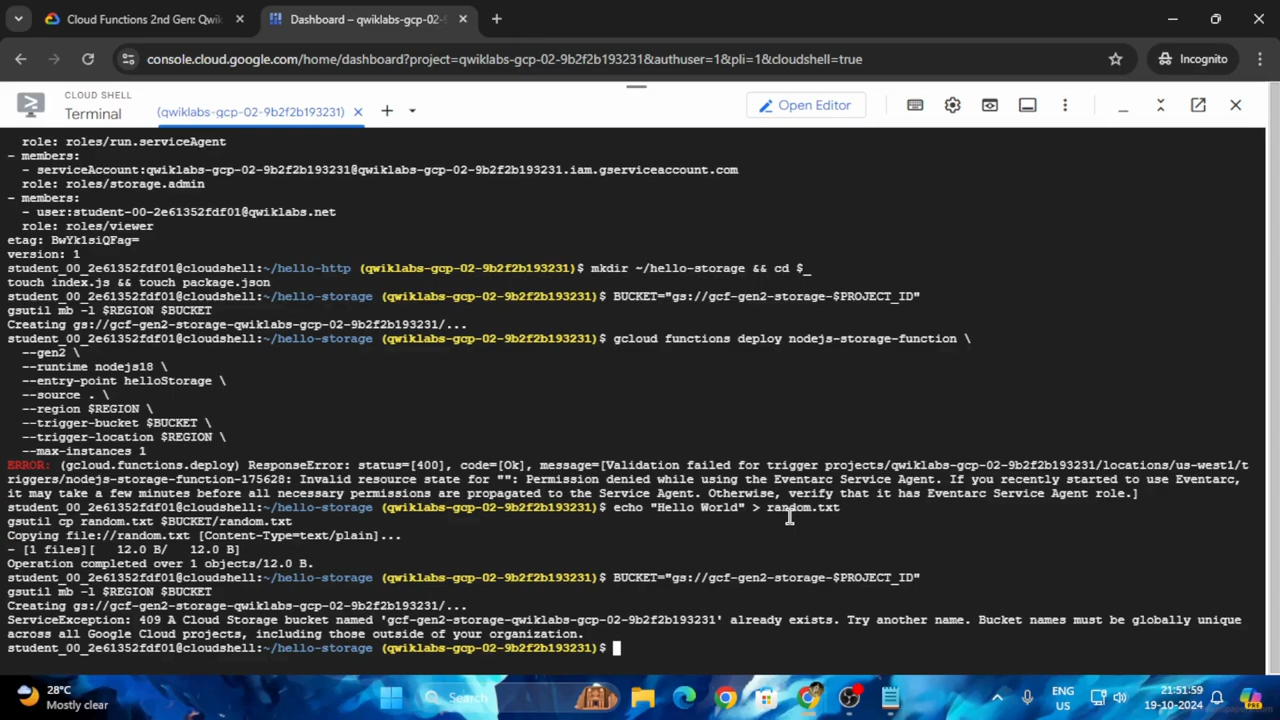 Cloud Functions 2nd Gen: Qwi
Dashboard – qwiklabs-gcp-02-
console.cloud.google.com/home/dashboard?project=qwiklabs-gcp-02-9b2f2b193231&authuser=1&pli=1&cloudshell=true
Incognito
CLOUD SHELL
Terminal
(qwiklabs-gcp-02-9b2f2b193231)
Open Editor
role: roles/run.serviceAgent
- members:
- serviceAccount:qwiklabs-gcp-02-9b2f2b193231@qwiklabs-gcp-02-9b2f2b193231.iam.gserviceaccount.com
role: roles/storage.admin
- members:
- user:student-00-2e61352fdf01@qwiklabs.net
role: roles/viewer
etag: BwYk1siQFag=
version: 1
student_00_2e61352fdf01@cloudshell:~/hello-http (qwiklabs-gcp-02-9b2f2b193231)$ mkdir ~/hello-storage && cd $_
touch index.js && touch package.json
student_00_2e61352fdf01@cloudshell:~/hello-storage (qwiklabs-gcp-02-9b2f2b193231)$ BUCKET="gs://gcf-gen2-storage-$PROJECT_ID"
gsutil mb -l $REGION $BUCKET
Creating gs://gcf-gen2-storage-qwiklabs-gcp-02-9b2f2b193231/...
student_00_2e61352fdf01@cloudshell:~/hello-storage (qwiklabs-gcp-02-9b2f2b193231)$ gcloud functions deploy nodejs-storage-function \
--gen2 \
--runtime nodejs18 \
--entry-point helloStorage \
--source . \
--region $REGION \
--trigger-bucket $BUCKET \
--trigger-location $REGION \
--max-instances 1
ERROR: (gcloud.functions.deploy) ResponseError: status=[400], code=[Ok], message=[Validation failed for trigger projects/qwiklabs-gcp-02-9b2f2b193231/locations/us-west1/t
riggers/nodejs-storage-function-175628: Invalid resource state for "": Permission denied while using the Eventarc Service Agent. If you recently started to use Eventarc,
it may take a few minutes before all necessary permissions are propagated to the Service Agent. Otherwise, verify that it has Eventarc Service Agent role.]
student_00_2e61352fdf01@cloudshell:~/hello-storage (qwiklabs-gcp-02-9b2f2b193231)$ echo "Hello World" > random.txt
gsutil cp random.txt $BUCKET/random.txt
Copying file://random.txt [Content-Type=text/plain]...
- [1 files][   12.0 B/   12.0 B]
Operation completed over 1 objects/12.0 B.
student_00_2e61352fdf01@cloudshell:~/hello-storage (qwiklabs-gcp-02-9b2f2b193231)$ BUCKET="gs://gcf-gen2-storage-$PROJECT_ID"
gsutil mb -l $REGION $BUCKET
Creating gs://gcf-gen2-storage-qwiklabs-gcp-02-9b2f2b193231/...
ServiceException: 409 A Cloud Storage bucket named 'gcf-gen2-storage-qwiklabs-gcp-02-9b2f2b193231' already exists. Try another name. Bucket names must be globally unique
across all Google Cloud projects, including those outside of your organization.
student_00_2e61352fdf01@cloudshell:~/hello-storage (qwiklabs-gcp-02-9b2f2b193231)$
28°C
Mostly clear
Search
ENG
US
21:51:59
19-10-2024
PRE